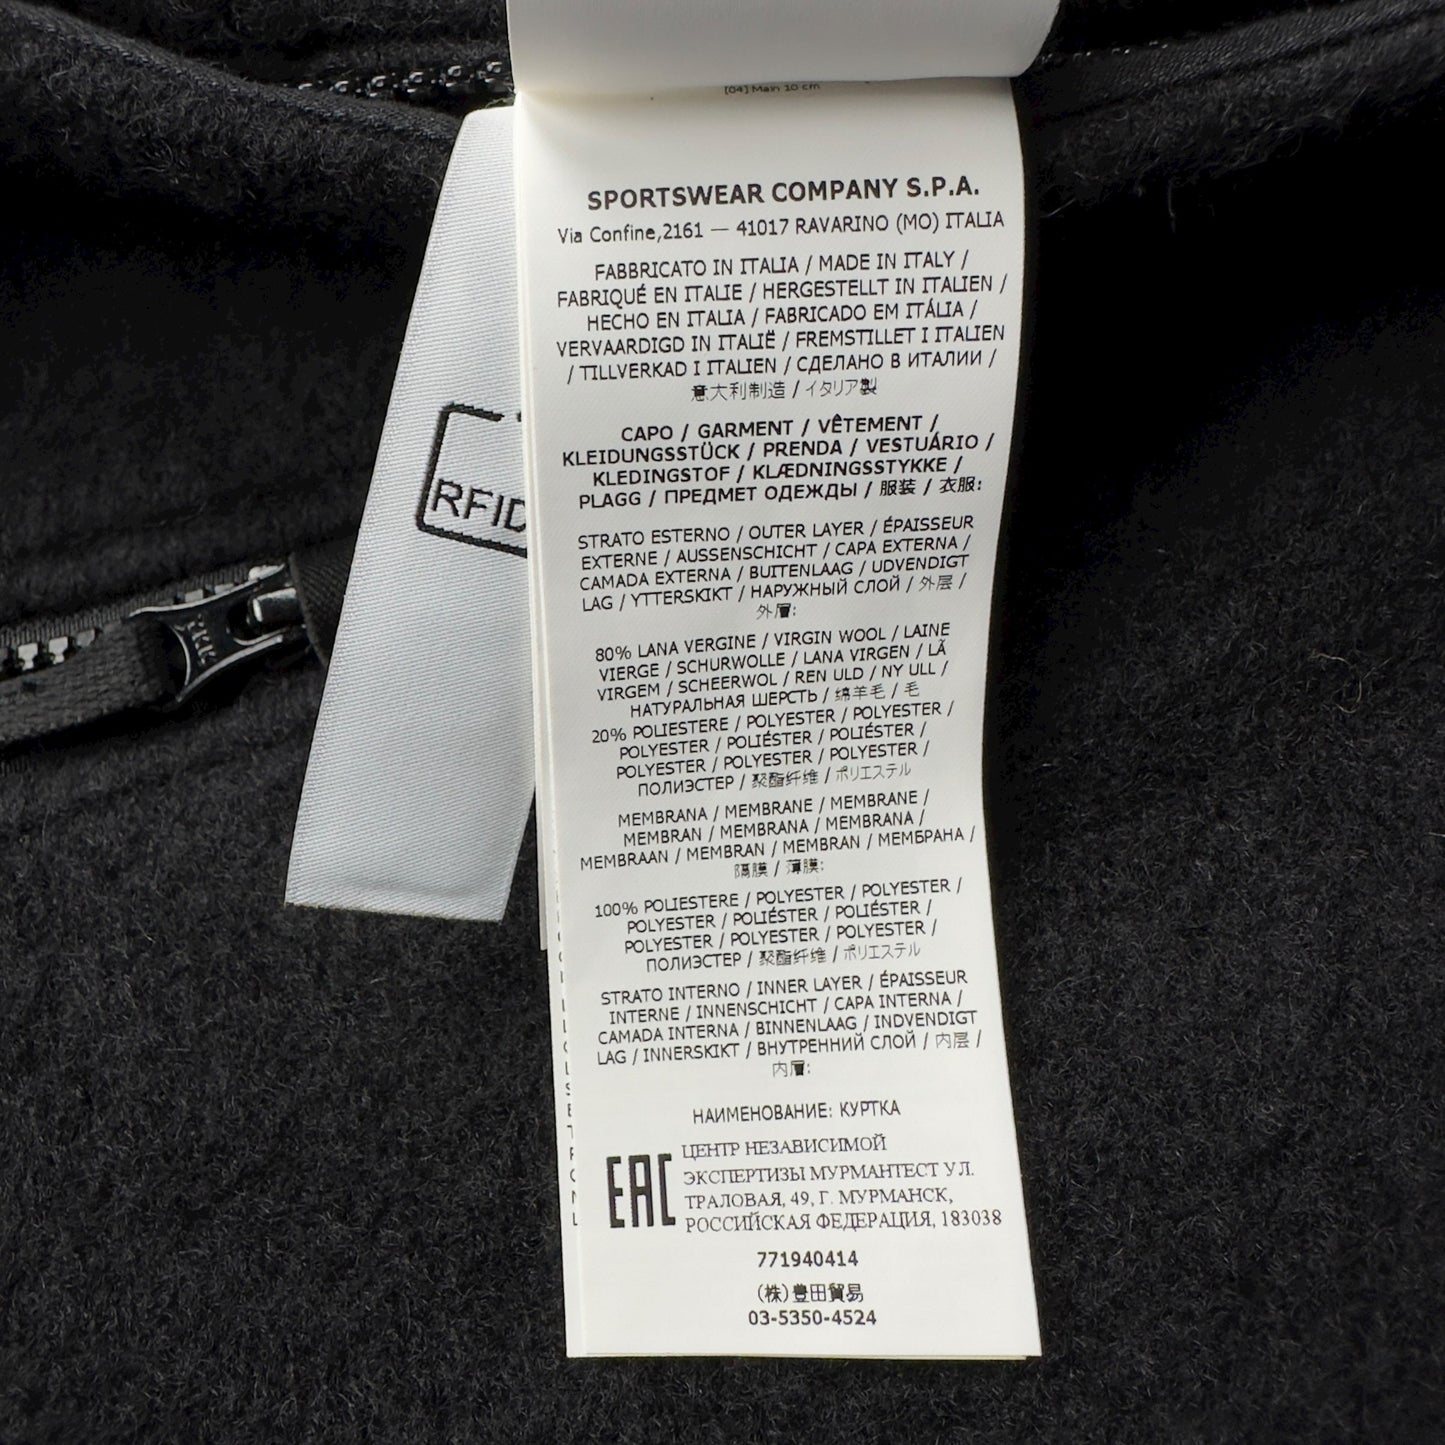 [04] Main 10 cm
SPORTSWEAR COMPANY S.P.A.
Via Confine,2161 — 41017 RAVARINO (MO) ITALIA
FABBRICATO IN ITALIA / MADE IN ITALY /
FABRIQUÉ EN ITALIE / HERGESTELLT IN ITALIEN /
HECHO EN ITALIA / FABRICADO EM ITÁLIA /
VERVAARDIGD IN ITALIË / FREMSTILLET I ITALIEN
/ TILLVERKAD I ITALIEN / СДЕЛАНО В ИТАЛИИ /
意大利制造 / イタリア製
CAPO / GARMENT / VÊTEMENT /
KLEIDUNGSSTÜCK / PRENDA / VESTUÁRIO /
KLEDINGSTOF / KLÆDNINGSSTYKKE /
PLAGG / ПРЕДМЕТ ОДЕЖДЫ / 服装 / 衣服:
STRATO ESTERNO / OUTER LAYER / ÉPAISSEUR
EXTERNE / AUSSENSCHICHT / CAPA EXTERNA /
CAMADA EXTERNA / BUITENLAAG / UDVENDIGT
LAG / YTTERSKIKT / НАРУЖНЫЙ СЛОЙ / 外层 /
外層:
80% LANA VERGINE / VIRGIN WOOL / LAINE
VIERGE / SCHURWOLLE / LANA VIRGEN / LÃ
VIRGEM / SCHEERWOL / REN ULD / NY ULL /
НАТУРАЛЬНАЯ ШЕРСТЬ / 绵羊毛 / 毛
20% POLIESTERE / POLYESTER / POLYESTER /
POLYESTER / POLIÉSTER / POLIÉSTER /
POLYESTER / POLYESTER / POLYESTER /
ПОЛИЭСТЕР / 聚酯纤维 / ポリエステル
MEMBRANA / MEMBRANE / MEMBRANE /
MEMBRAN / MEMBRANA / MEMBRANA /
MEMBRAAN / MEMBRAN / MEMBRAN / МЕМБРАНА /
隔膜 / 薄膜:
100% POLIESTERE / POLYESTER / POLYESTER /
POLYESTER / POLIÉSTER / POLIÉSTER /
POLYESTER / POLYESTER / POLYESTER /
ПОЛИЭСТЕР / 聚酯纤维 / ポリエステル
STRATO INTERNO / INNER LAYER / ÉPAISSEUR
INTERNE / INNENSCHICHT / CAPA INTERNA /
CAMADA INTERNA / BINNENLAAG / INDVENDIGT
LAG / INNERSKIKT / ВНУТРЕННИЙ СЛОЙ / 内层 /
内層:
НАИМЕНОВАНИЕ: КУРТКА
EAC
ЦЕНТР НЕЗАВИСИМОЙ
ЭКСПЕРТИЗЫ МУРМАНТЕСТ УЛ.
ТРАЛОВАЯ, 49, Г. МУРМАНСК,
РОССИЙСКАЯ ФЕДЕРАЦИЯ, 183038
771940414
(株)豊田貿易
03-5350-4524
RFID